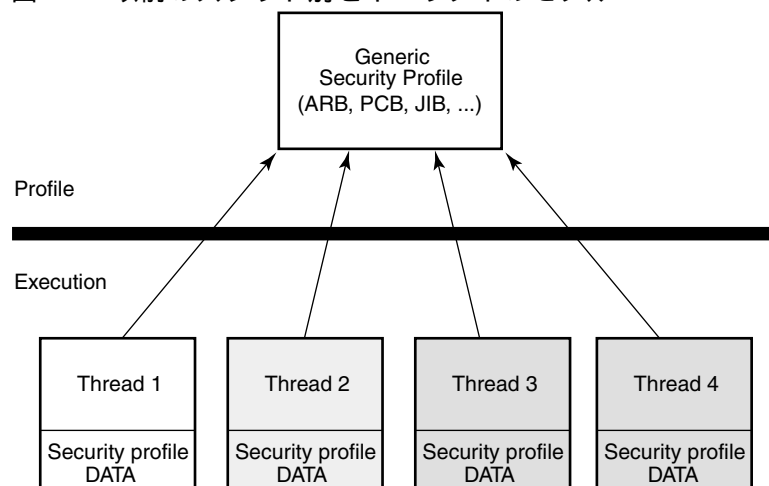 Generic
Security Profile
(ARB, PCB, JIB, ...)
Profile
Execution
Thread 1
Thread 2
Thread 3
Thread 4
Security profile
DATA
Security profile
DATA
Security profile
DATA
Security profile
DATA